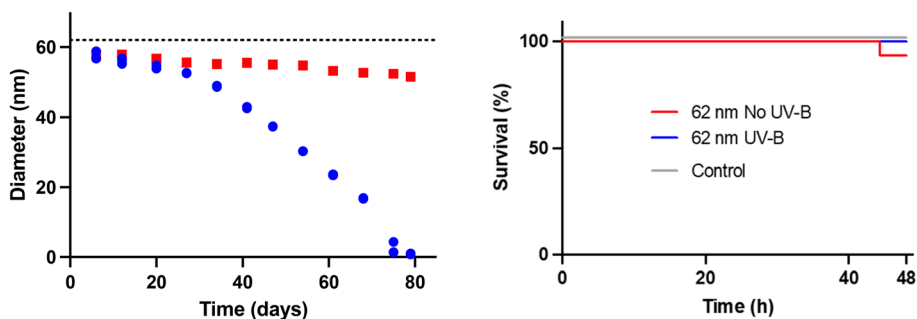 60
40
20
0
Diameter (nm)
0
20
40
60
80
Time (days)
100
50
0
Survival (%)
62 nm No UV-B
62 nm UV-B
Control
0
20
40
48
Time (h)